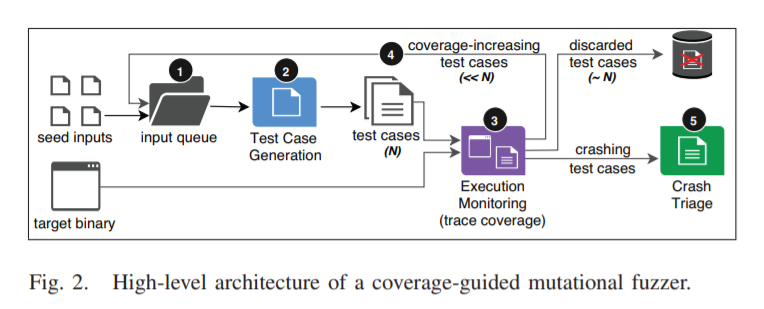 4
coverage-increasing
test cases
(<< N)
discarded
test cases
(~ N)
1
2
3
5
seed inputs
input queue
Test Case
Generation
test cases
(N)
crashing
test cases
Execution
Monitoring
(trace coverage)
Crash
Triage
target binary
Fig. 2. High-level architecture of a coverage-guided mutational fuzzer.